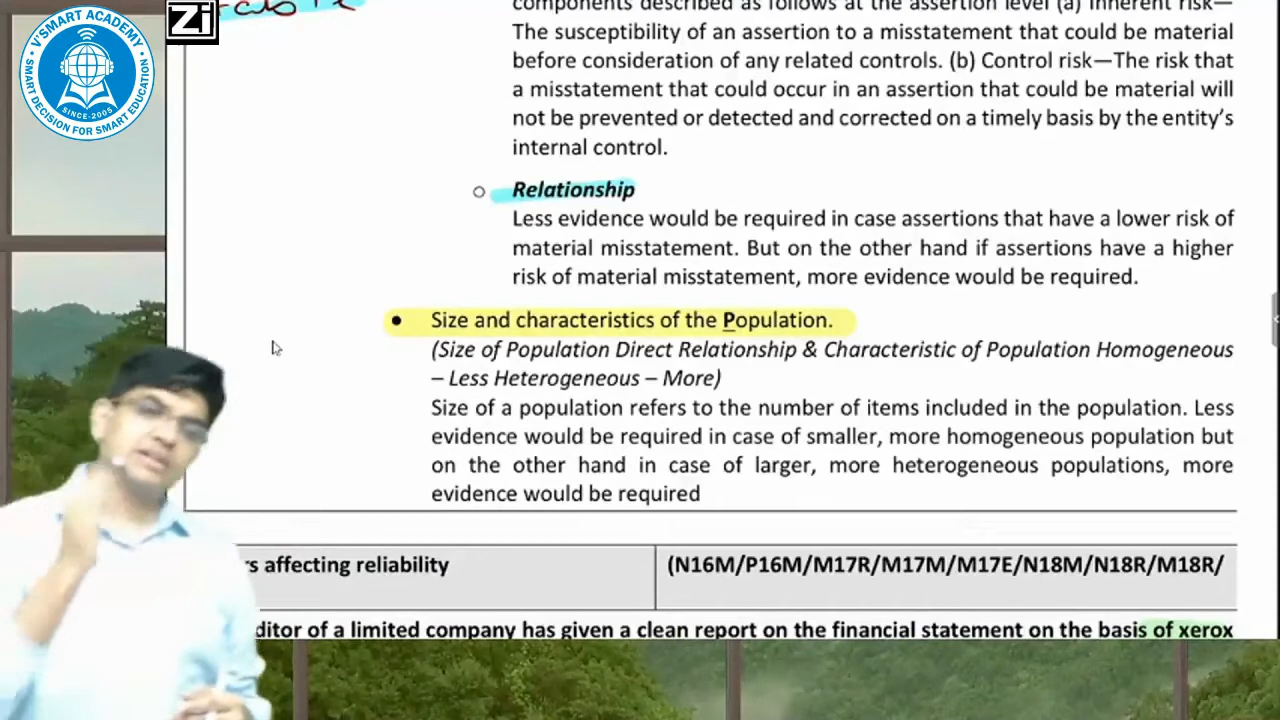 V'SMART ACADEMY
SMART DECISION FOR SMART EDUCATION
SINCE-2005
Zi
components described as follows at the assertion level (a) Inherent risk—
The susceptibility of an assertion to a misstatement that could be material
before consideration of any related controls. (b) Control risk—The risk that
a misstatement that could occur in an assertion that could be material will
not be prevented or detected and corrected on a timely basis by the entity's
internal control.
Relationship
Less evidence would be required in case assertions that have a lower risk of
material misstatement. But on the other hand if assertions have a higher
risk of material misstatement, more evidence would be required.
Size and characteristics of the Population.
(Size of Population Direct Relationship & Characteristic of Population Homogeneous
– Less Heterogeneous – More)
Size of a population refers to the number of items included in the population. Less
evidence would be required in case of smaller, more homogeneous population but
on the other hand in case of larger, more heterogeneous populations, more
evidence would be required
affecting reliability
(N16M/P16M/M17R/M17M/M17E/N18M/N18R/M18R/
of a limited company has given a clean report on the financial statement on the basis of xerox